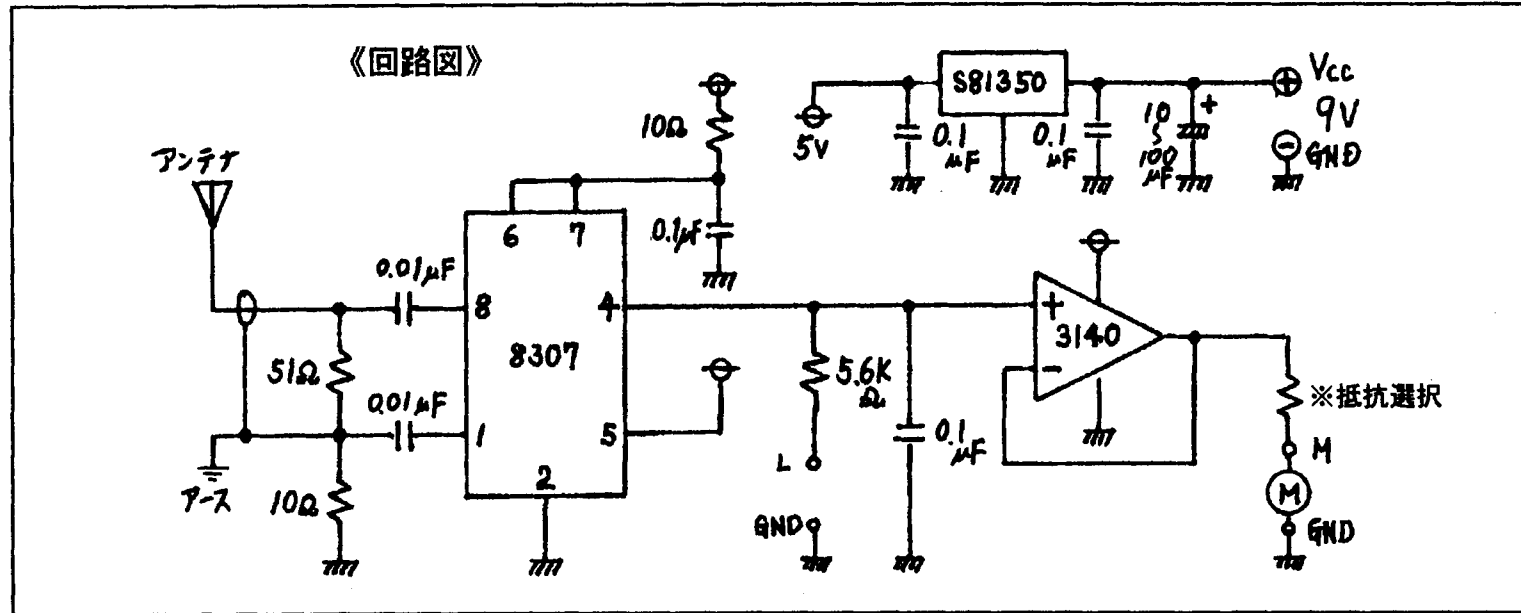 《回路図》
S81350
Vcc
9V
GND
5V
0.1
μF
0.1
μF
10
〜
100
μF
10Ω
アンテナ
6
7
0.1μF
0.01μF
8
4
8307
51Ω
0.01μF
1
5
2
アース
10Ω
5.6K
Ω
L
GND
0.1
μF
3140
※抵抗選択
M
M
GND